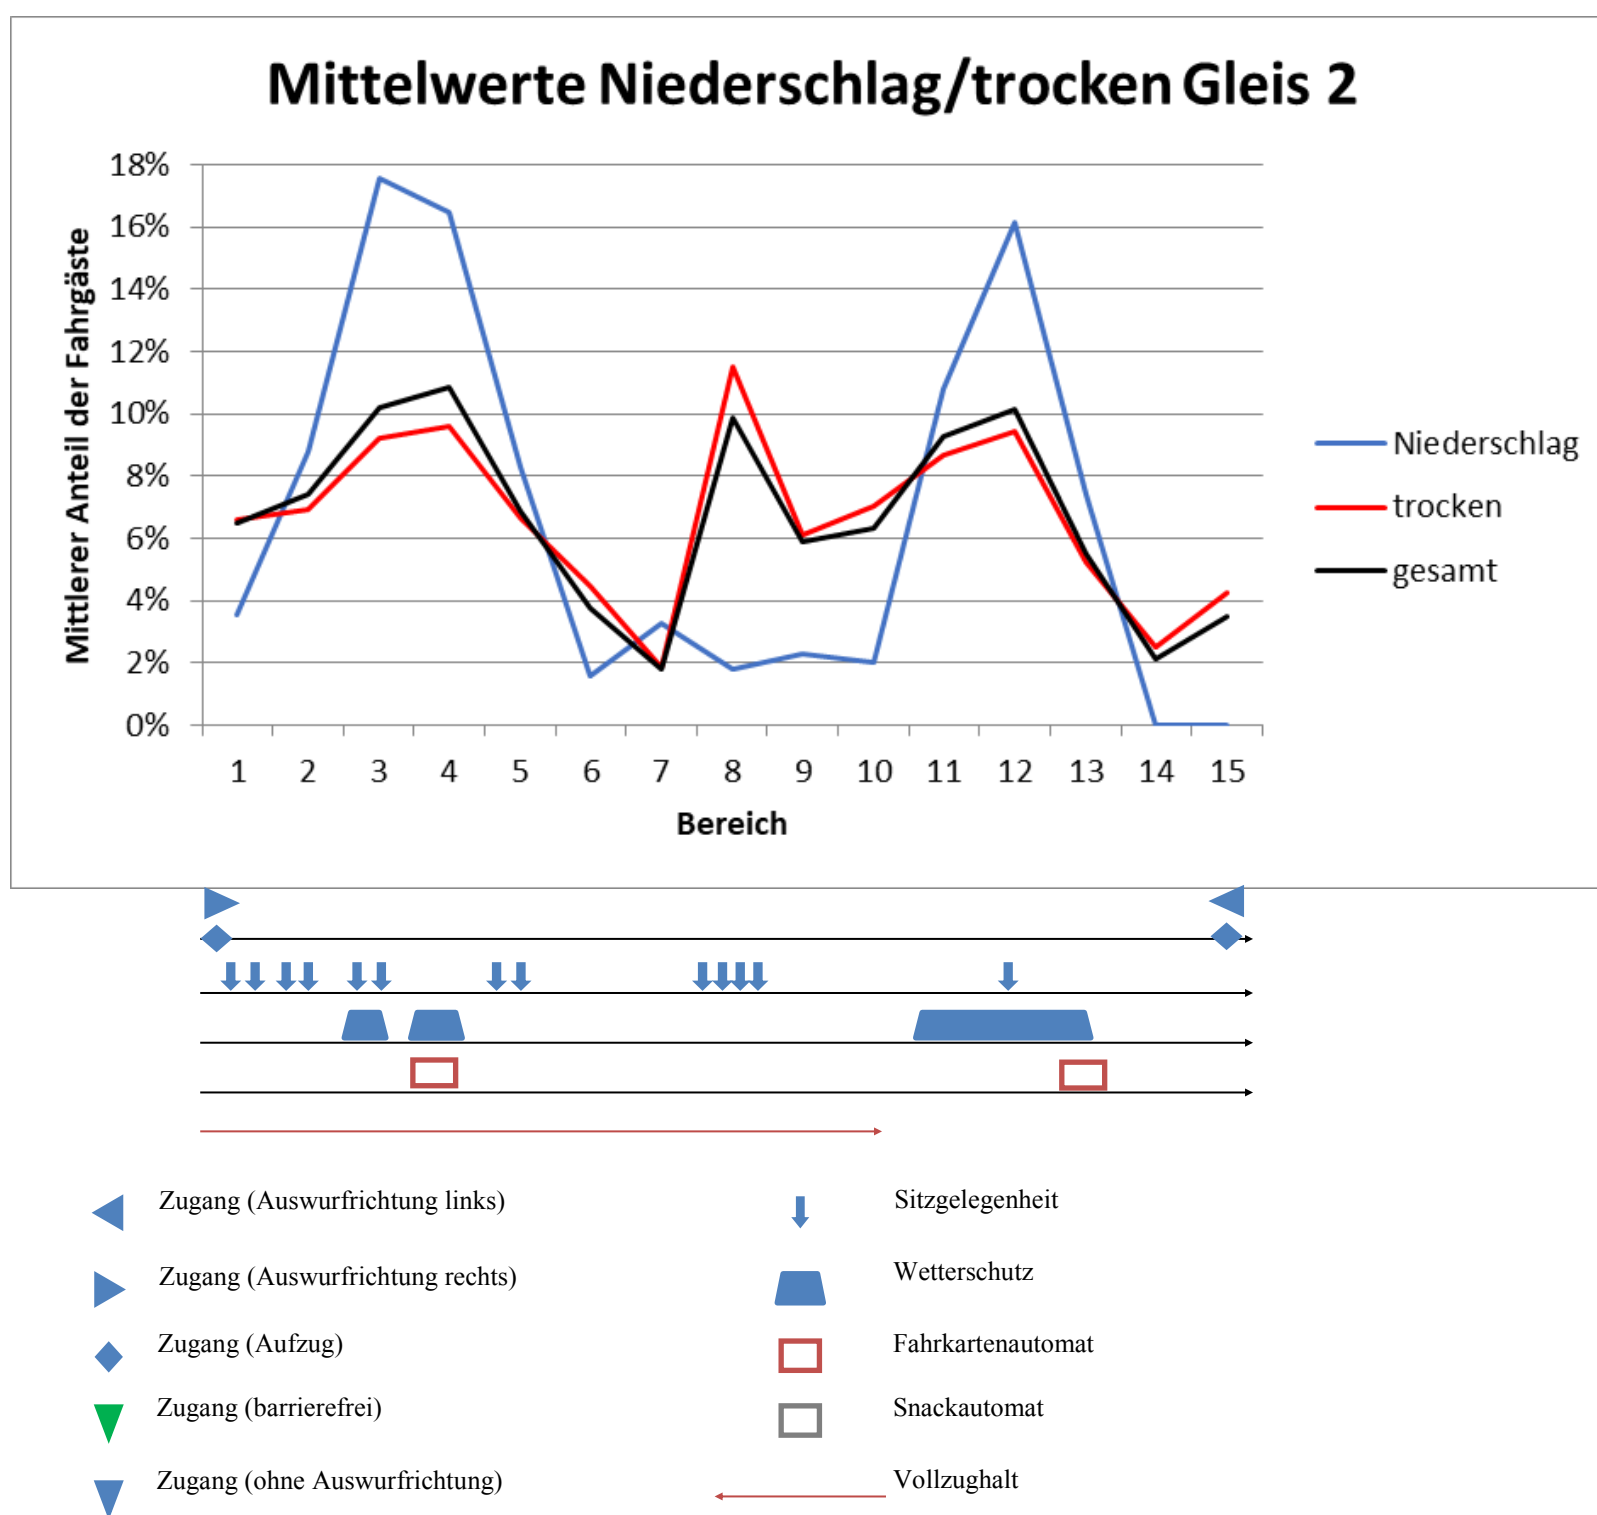 Mittelwerte Niederschlag/trocken Gleis 2
Mittlerer Anteil der Fahrgäste
18%
16%
14%
12%
10%
8%
6%
4%
2%
0%
1 2 3 4 5 6 7 8 9 10 11 12 13 14 15
Bereich
Niederschlag
trocken
gesamt
Zugang (Auswurfrichtung links)
Zugang (Auswurfrichtung rechts)
Zugang (Aufzug)
Zugang (barrierefrei)
Zugang (ohne Auswurfrichtung)
Sitzgelegenheit
Wetterschutz
Fahrkartenautomat
Snackautomat
Vollzughalt